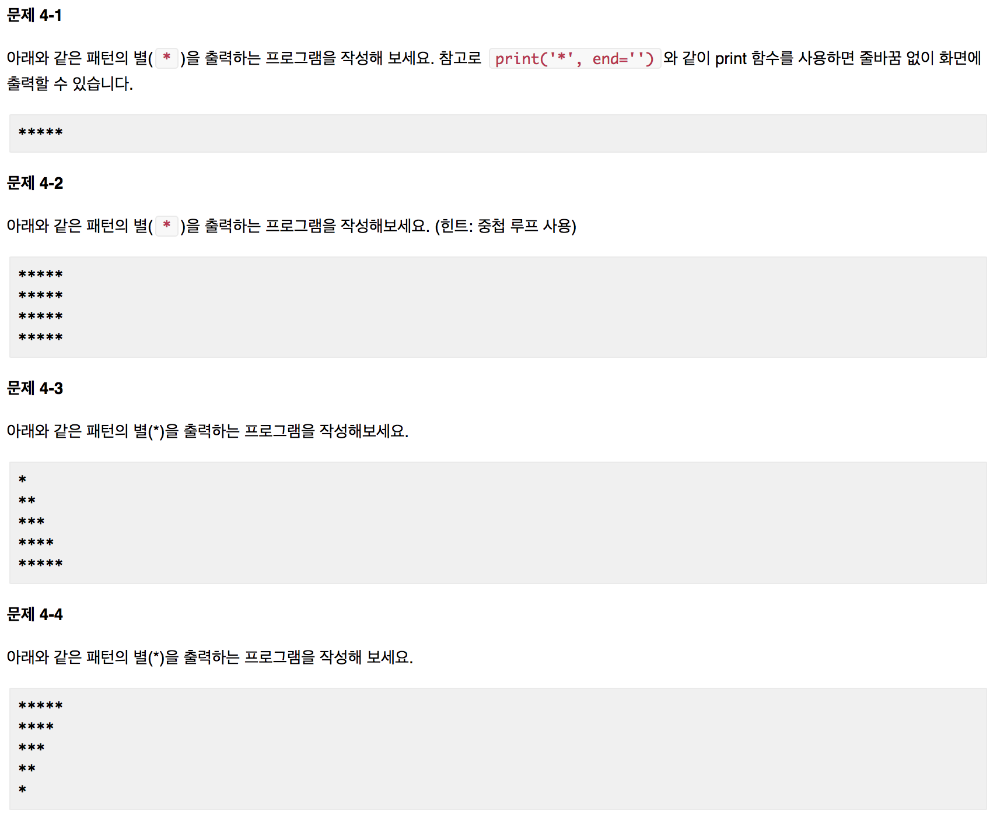 문제 4-1
아래와 같은 패턴의 별( * )을 출력하는 프로그램을 작성해 보세요. 참고로 print('*', end='') 와 같이 print 함수를 사용하면 줄바꿈 없이 화면에
출력할 수 있습니다.
*****
문제 4-2
아래와 같은 패턴의 별( * )을 출력하는 프로그램을 작성해보세요. (힌트: 중첩 루프 사용)
*****
*****
*****
*****
문제 4-3
아래와 같은 패턴의 별(*)을 출력하는 프로그램을 작성해보세요.
*
**
***
****
*****
문제 4-4
아래와 같은 패턴의 별(*)을 출력하는 프로그램을 작성해 보세요.
*****
****
***
**
*